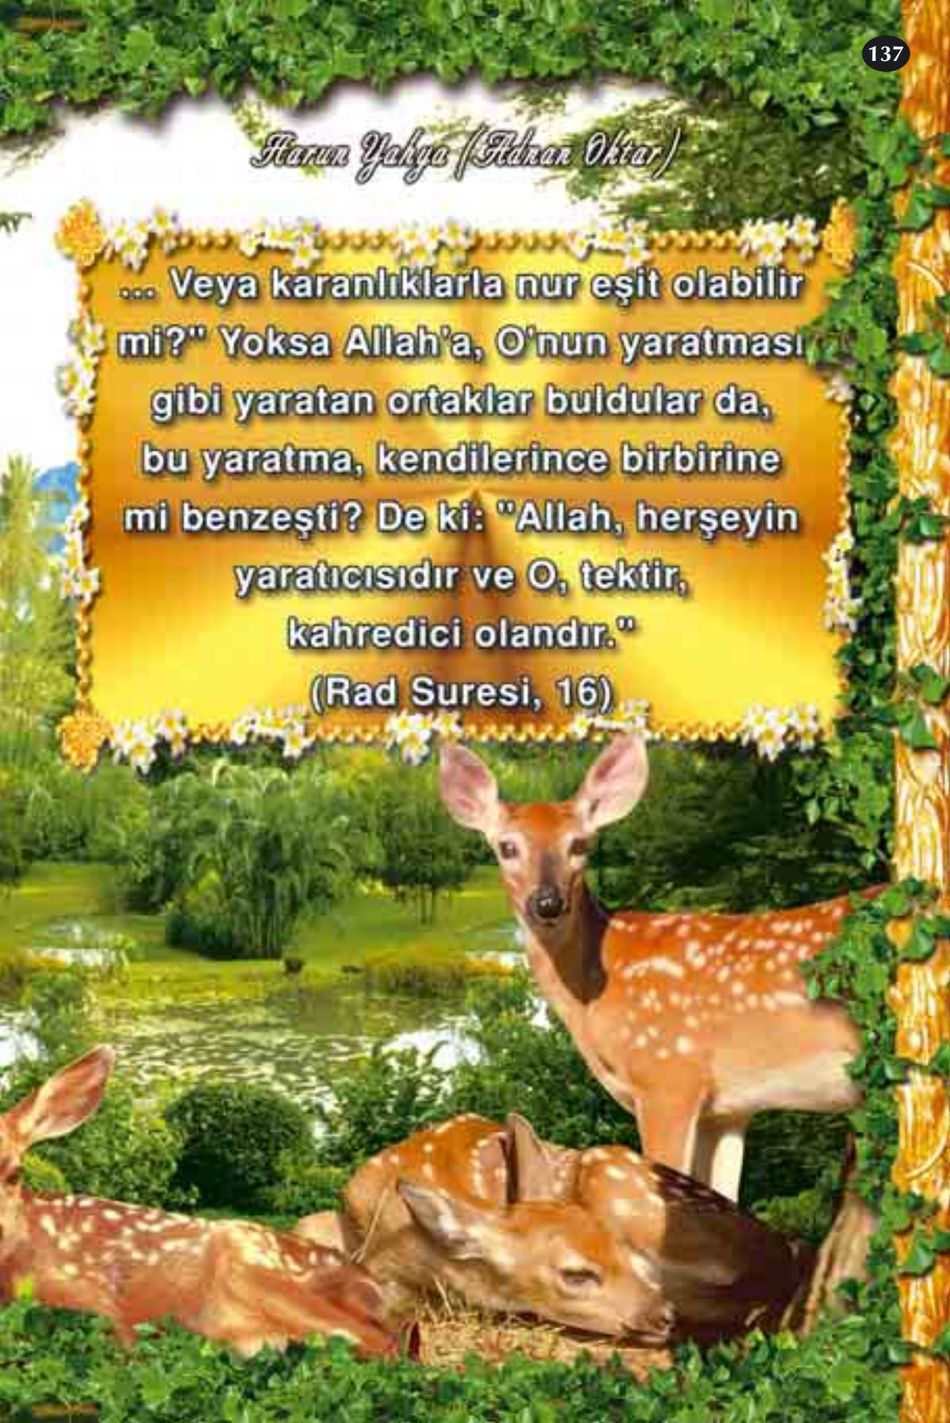 137
Harun Yahya (Adnan Oktar)
... Veya karanlıklarla nur eşit olabilir
mi?" Yoksa Allah'a, O'nun yaratması
gibi yaratan ortaklar buldular da,
bu yaratma, kendilerince birbirine
mi benzeşti? De ki: "Allah, herşeyin
yaratıcısıdır ve O, tektir,
kahredici olandır."
(Rad Suresi, 16)